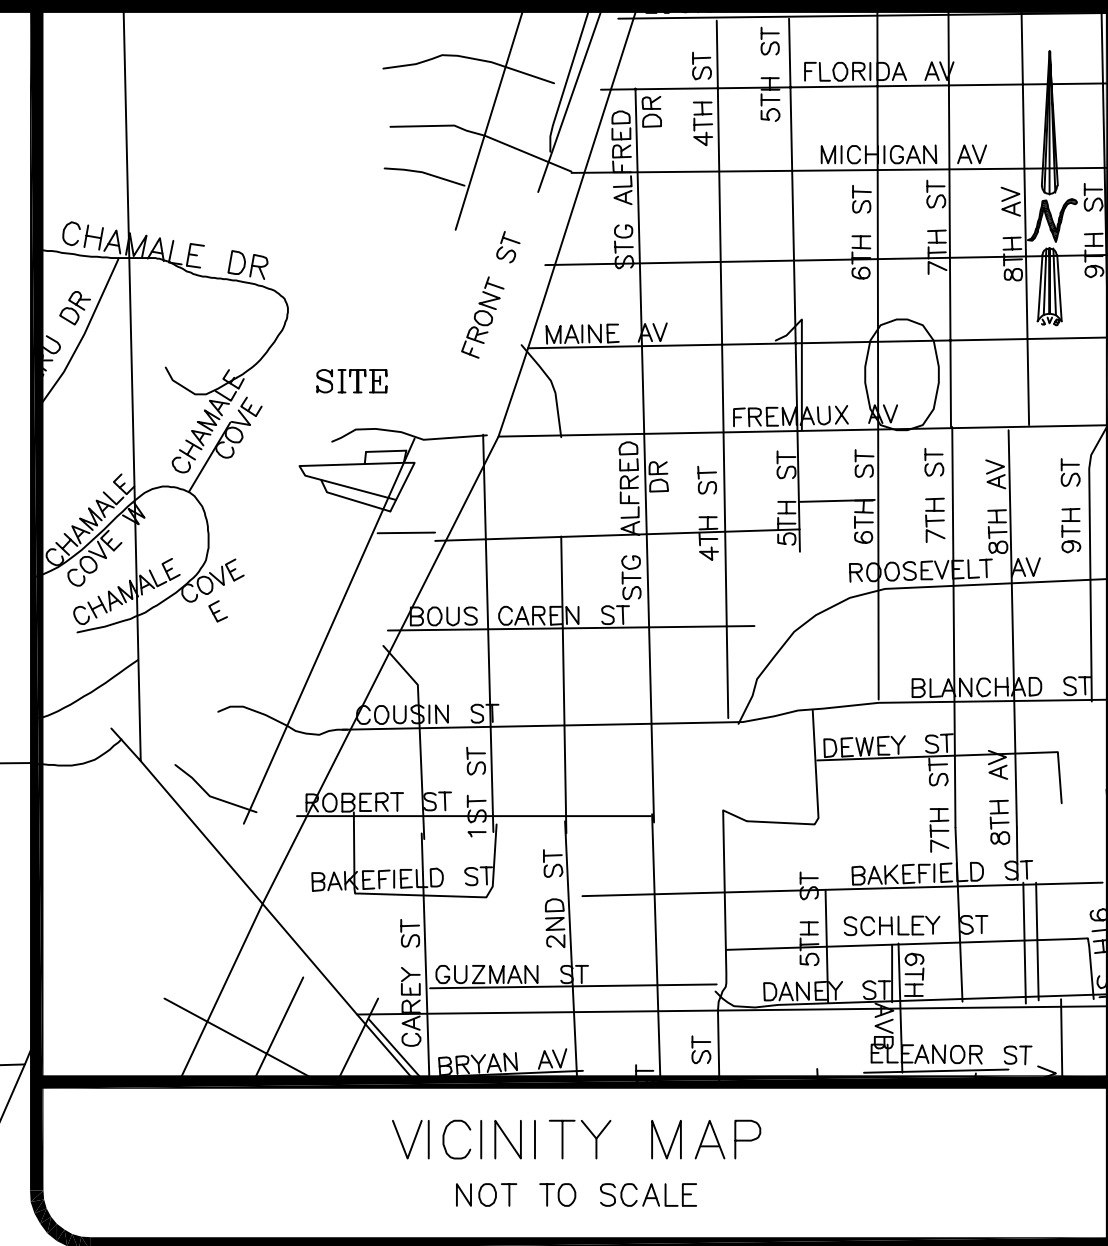 5TH ST
4TH ST
FLORIDA AV
STG ALFRED
DR
MICHIGAN AV
6TH ST
7TH ST
8TH AV
N
9TH ST
JVB
CHAMALE DR
RU DR
FRONT ST
MAINE AV
SITE
CHAMALE
COVE
FREMAUX AV
STG ALFRED
DR
4TH ST
5TH ST
6TH ST
7TH ST
8TH AV
9TH ST
CHAMALE
COVE W
CHAMALE
COVE
E
ROOSEVELT AV
BOUS CAREN ST
BLANCHAD ST
COUSIN ST
DEWEY ST
1ST ST
7TH ST
8TH AV
ROBERT ST
BAKEFIELD ST
2ND ST
5TH ST
BAKEFIELD ST
SCHLEY ST
9TH S
CAREY ST
GUZMAN ST
6TH
AVB
DANEY ST
BRYAN AV
ST
ST
ELEANOR ST
VICINITY MAP
NOT TO SCALE